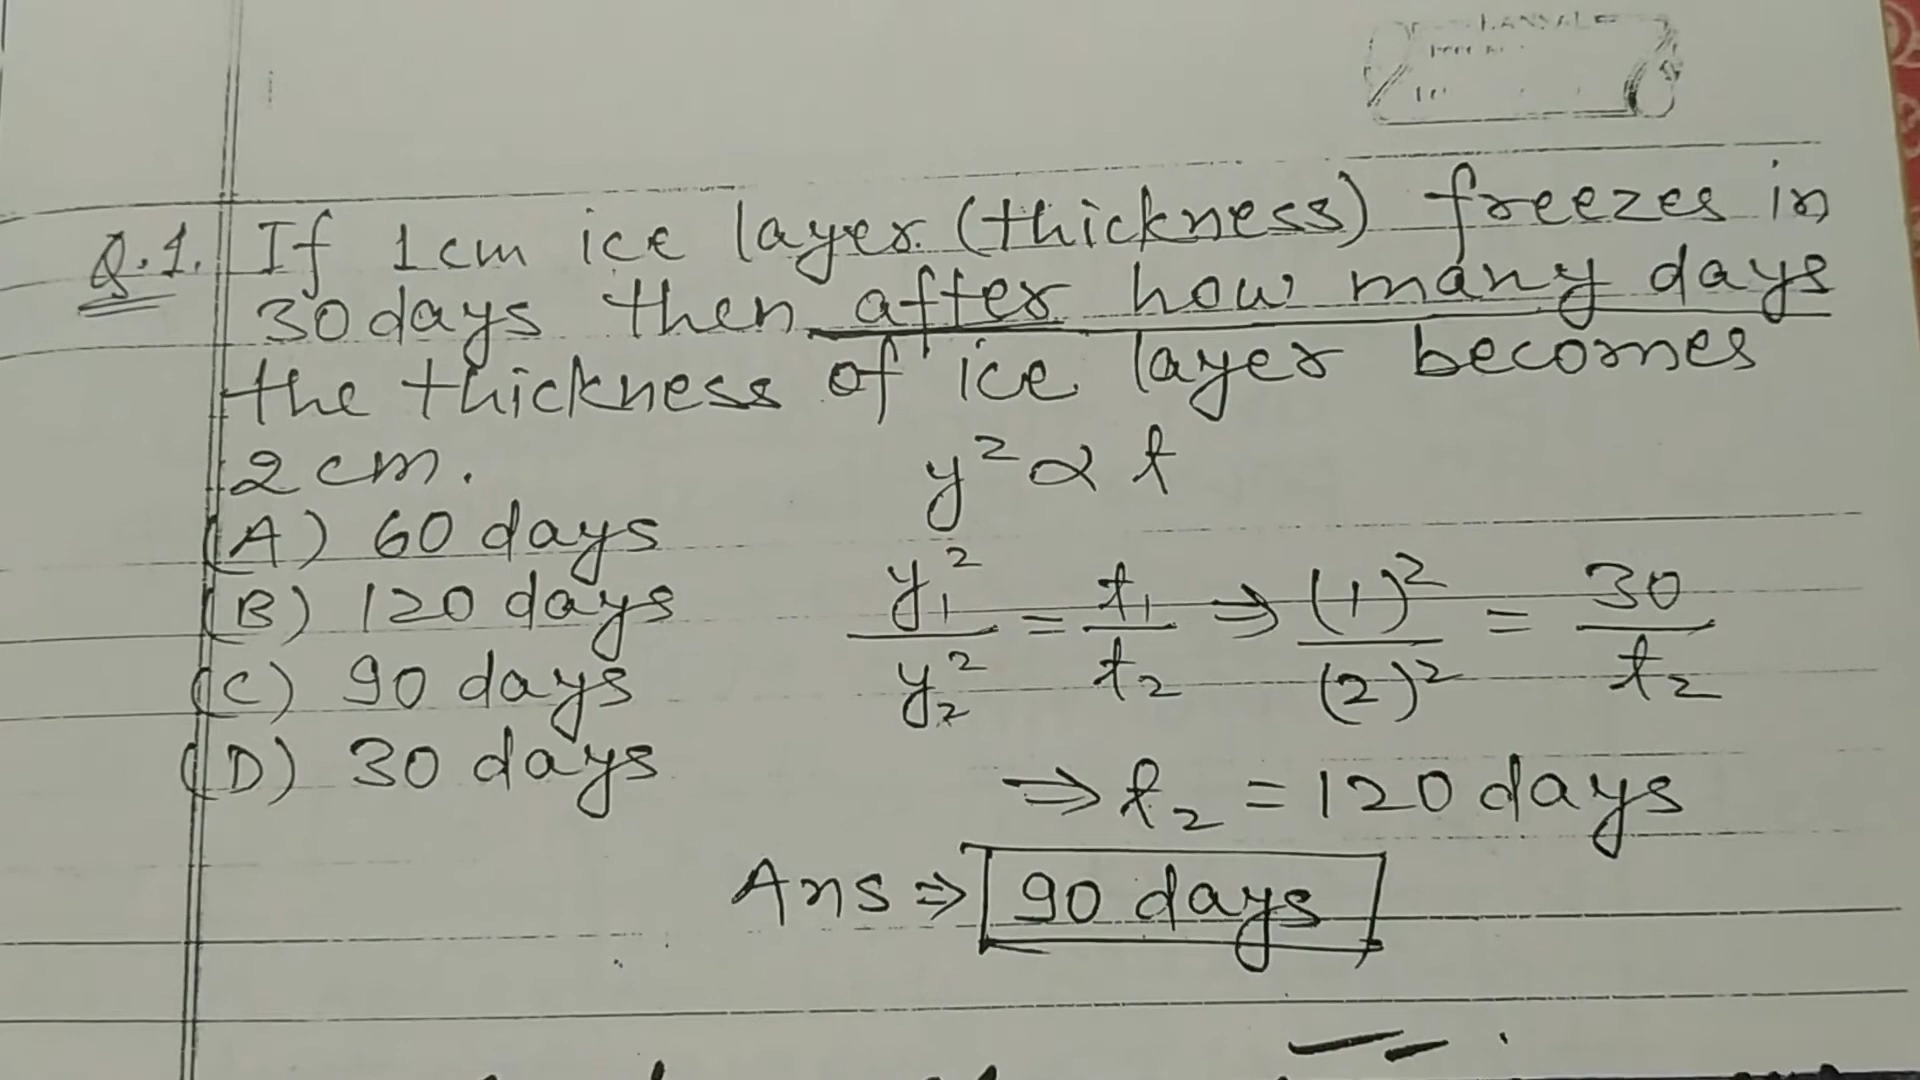 Q.1. If 1cm ice layer (thickness) freezes in
30 days then after how many days
the thickness of ice layer becomes
2 cm.
(A) 60 days
(B) 120 days
(C) 90 days
(D) 30 days
y² ∝ t
y₁²/y₂² = t₁/t₂ ⇒ (1)²/(2)² = 30/t₂
⇒ t₂ = 120 days
Ans ⇒ 90 days